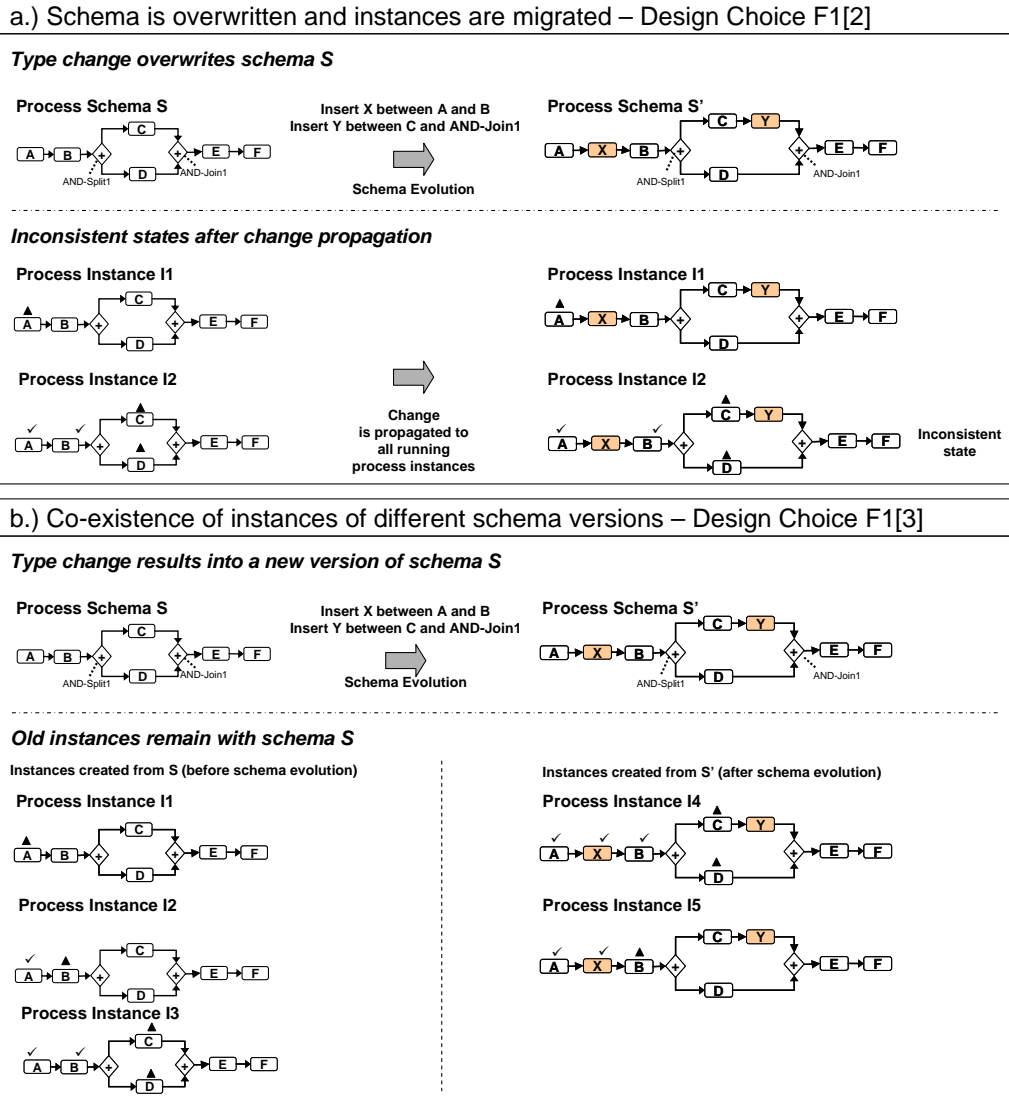 a.) Schema is overwritten and instances are migrated – Design Choice F1[2]
Type change overwrites schema S
Process Schema S
Insert X between A and B
Insert Y between C and AND-Join1
Schema Evolution
Process Schema S'
C
A B + + E F
D
AND-Split1
AND-Join1
C Y
A X B + + E F
D
AND-Split1
AND-Join1
Inconsistent states after change propagation
Process Instance I1
C
A B + + E F
D
Process Instance I1
C Y
A X B + + E F
D
Process Instance I2
▲
✓ ✓ C
A B + ▲ + E F
D
Change
is propagated to
all running
process instances
Process Instance I2
C Y
A X B + + E F
D
Inconsistent
state
b.) Co-existence of instances of different schema versions – Design Choice F1[3]
Type change results into a new version of schema S
Process Schema S
Insert X between A and B
Insert Y between C and AND-Join1
Schema Evolution
Process Schema S'
C
A B + + E F
D
AND-Split1
AND-Join1
C Y
A X B + + E F
D
AND-Split1
AND-Join1
Old instances remain with schema S
Instances created from S (before schema evolution)
Instances created from S' (after schema evolution)
Process Instance I1
C
A B + + E F
D
Process Instance I4
C Y
A X B + + E F
D
Process Instance I2
C
A B + + E F
D
Process Instance I5
C Y
A X B + + E F
D
Process Instance I3
C
A B + + E F
D